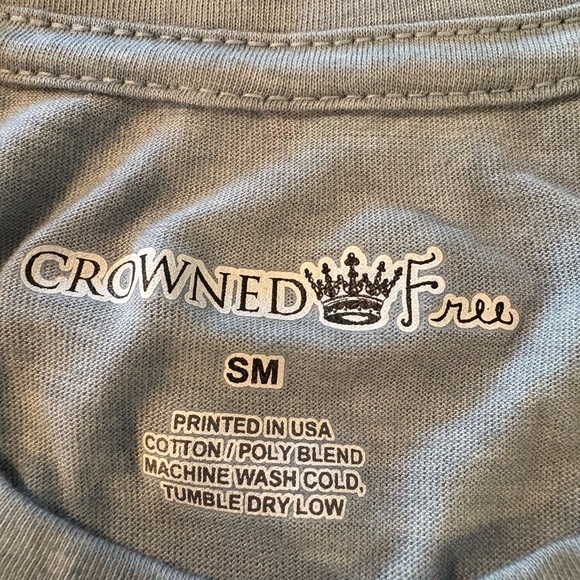 CROWNED Free
SM
PRINTED IN USA
COTTON / POLY BLEND
MACHINE WASH COLD,
TUMBLE DRY LOW